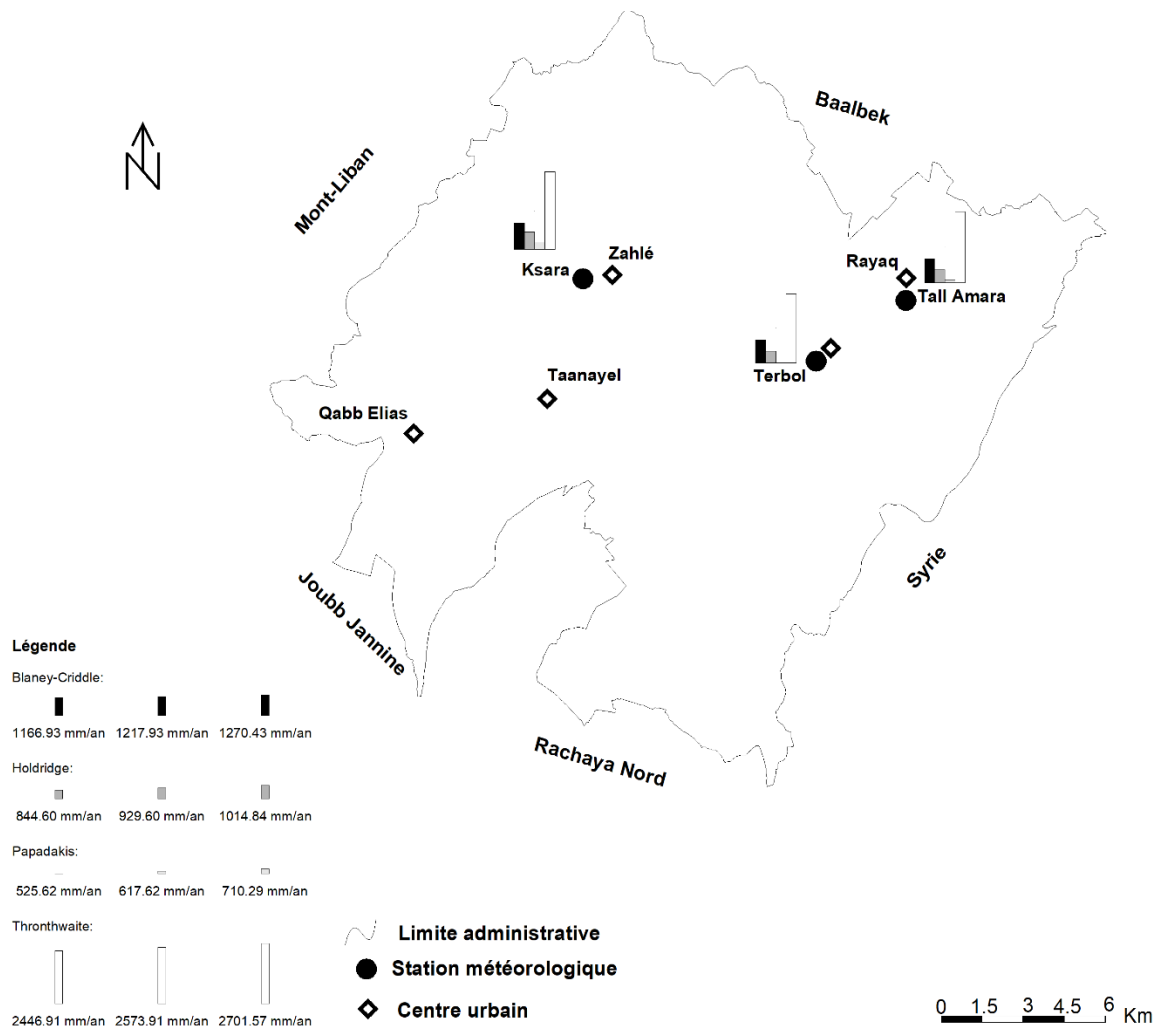 Baalbek
Mont-Liban
N
Zahlé
Ksara
Rayaq
Tall Amara
Terbol
Taanayel
Qabb Elias
Syrie
Joubb Jannine
Rachaya Nord
Légende
Blaney-Criddle:
1166.93 mm/an 1217.93 mm/an 1270.43 mm/an
Holdridge:
844.60 mm/an 929.60 mm/an 1014.84 mm/an
Papadakis:
525.62 mm/an 617.62 mm/an 710.29 mm/an
Thronthwaite:
2446.91 mm/an 2573.91 mm/an 2701.57 mm/an
Limite administrative
Station météorologique
Centre urbain
0 1.5 3 4.5 6 Km